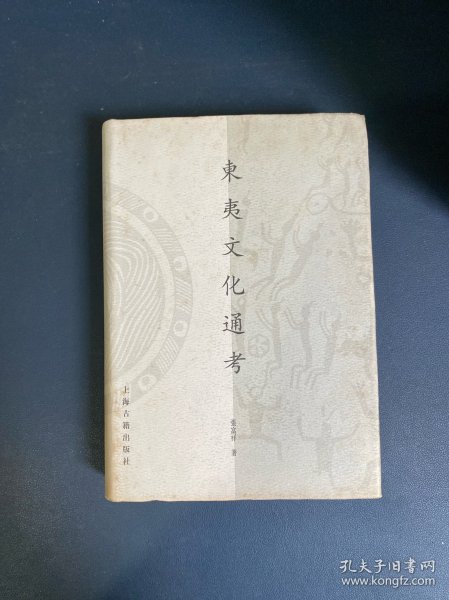 東夷文化通考
張富祥 著
上海古籍出版社
孔夫子旧书网
www.kongfz.com